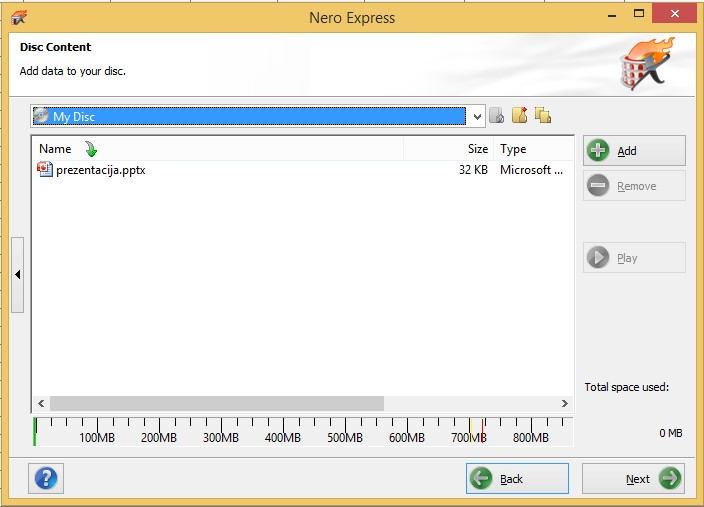 Nero Express
Disc Content
Add data to your disc.
My Disc
Name Size Type
prezentacija.pptx 32 KB Microsoft ...
Add
Remove
Play
Total space used:
0 MB
100MB 200MB 300MB 400MB 500MB 600MB 700MB 800MB
? Back Next